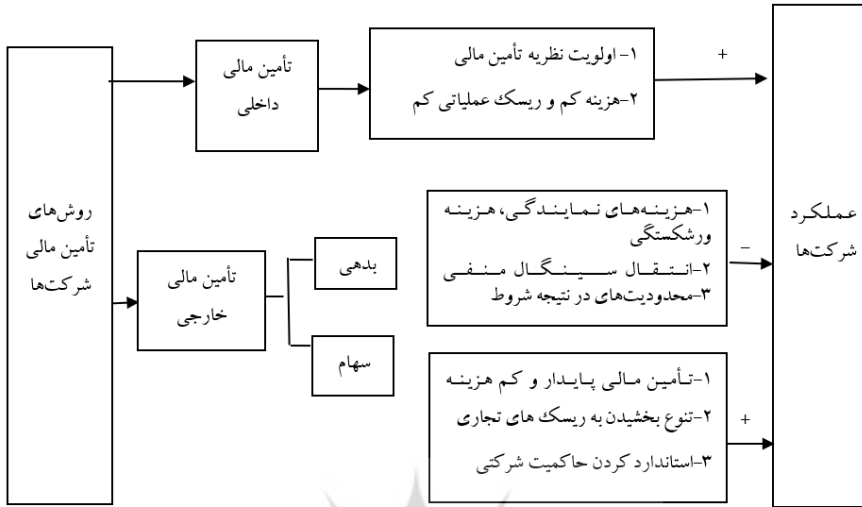 روش‌های
تأمین مالی
شرکت‌ها
تأمین مالی
داخلی
۱- اولویت نظریه تأمین مالی
۲-هزینه کم و ریسک عملیاتی کم
+
تأمین مالی
خارجی
بدهی
سهام
۱-هزینه‌های نمایندگی، هزینه
ورشکستگی
۲-انتقال سینگال منفی
۳-محدودیت‌های در نتیجه شروط
−
۱-تأمین مالی پایدار و کم هزینه
۲-تنوع بخشیدن به ریسک های تجاری
۳-استاندارد کردن حاکمیت شرکتی
+
عملکرد
شرکت‌ها